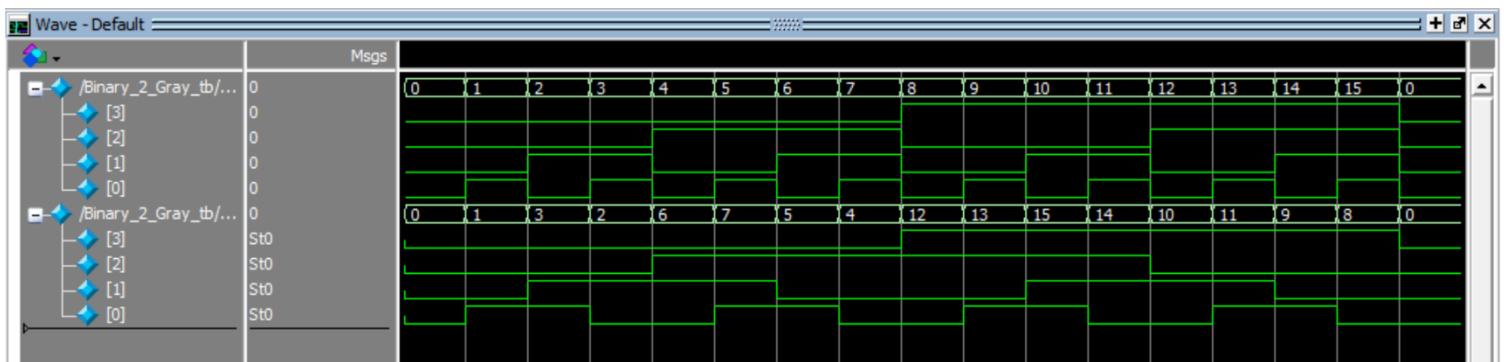 Wave - Default
Msgs
/Binary_2_Gray_tb/... 0 0 1 2 3 4 5 6 7 8 9 10 11 12 13 14 15 0
[3] 0
[2] 0
[1] 0
[0] 0
/Binary_2_Gray_tb/... 0 0 1 3 2 6 7 5 4 12 13 15 14 10 11 9 8 0
[3] St0
[2] St0
[1] St0
[0] St0